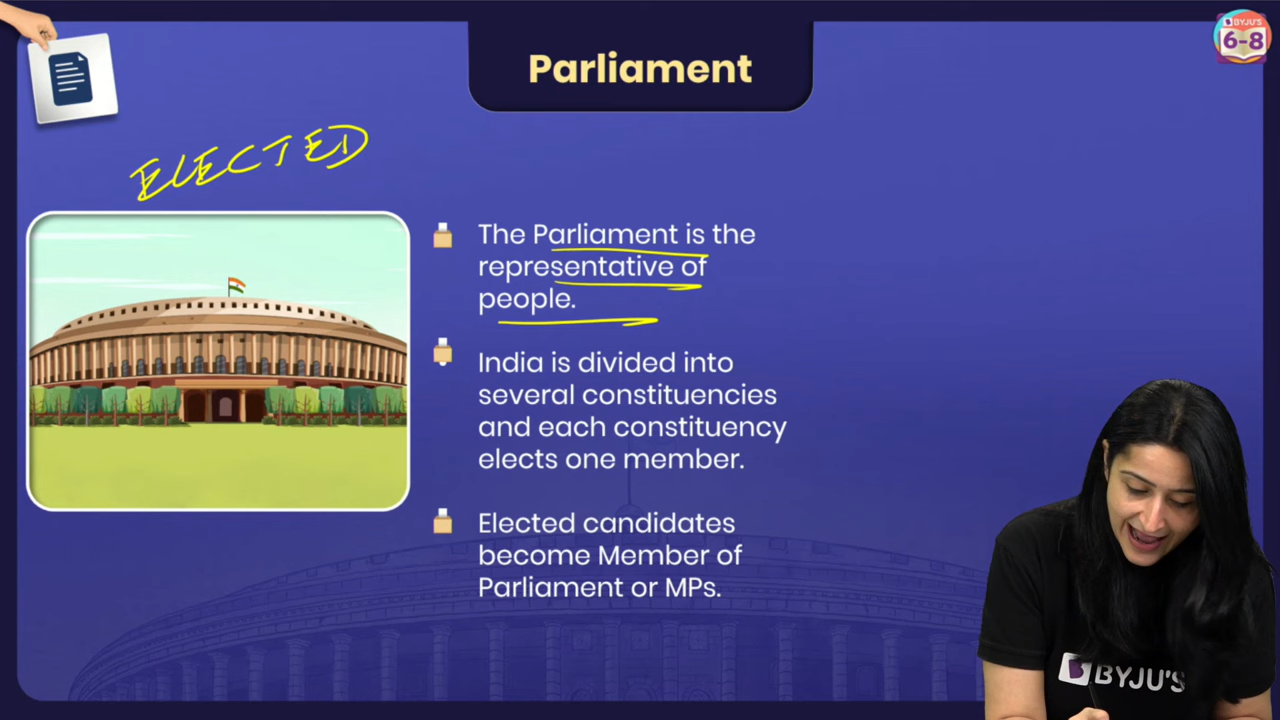 BYJU'S
6-8
Parliament
ELECTED
The Parliament is the
representative of
people.
India is divided into
several constituencies
and each constituency
elects one member.
Elected candidates
become Member of
Parliament or MPs.
BYJU'S